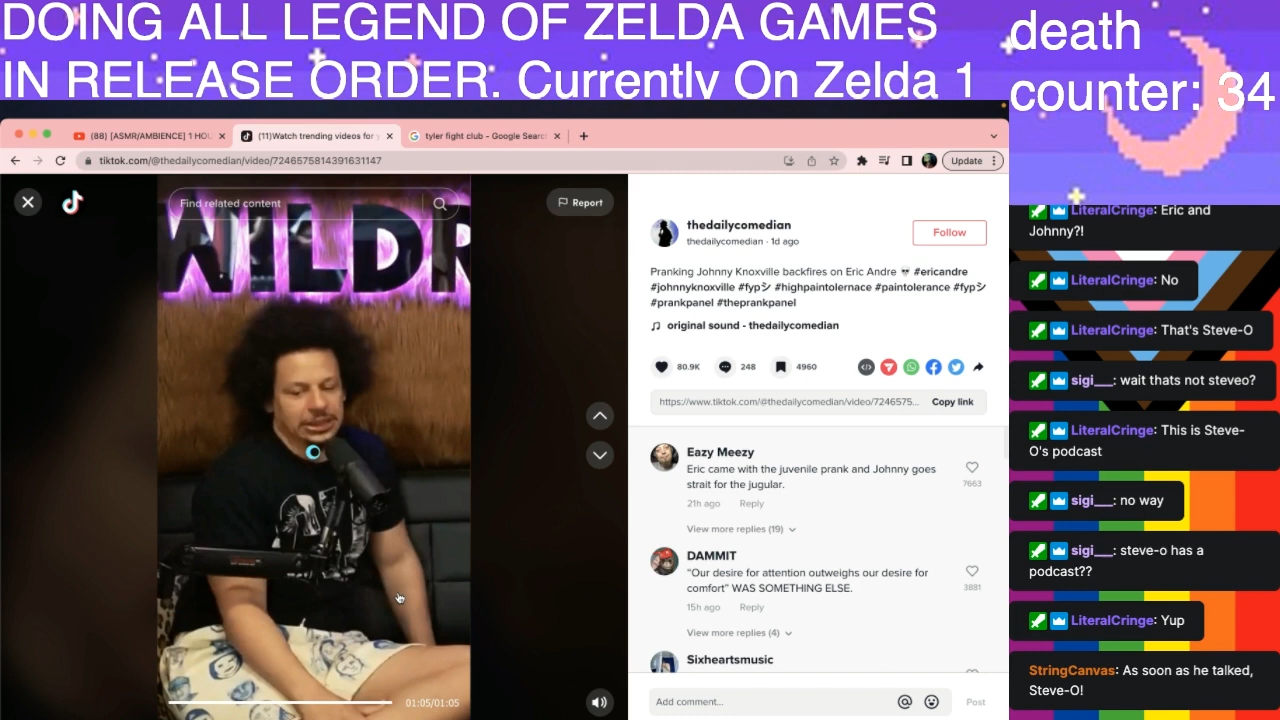 DOING ALL LEGEND OF ZELDA GAMES
IN RELEASE ORDER. Currently On Zelda 1
death
counter: 34
(88) [ASMR/AMBIENCE] 1 HOU
(11)Watch trending videos for y
tyler fight club - Google Searc
tiktok.com/@thedailycomedian/video/7246575814391631147
Update
Find related content
Report
WILDR
01:05/01:05
thedailycomedian
thedailycomedian · 1d ago
Follow
Pranking Johnny Knoxville backfires on Eric Andre 💀 #ericandre
#johnnyknoxville #fypシ #highpaintolernace #paintolerance #fypシ
#prankpanel #theprankpanel
original sound - thedailycomedian
80.9K
248
4960
https://www.tiktok.com/@thedailycomedian/video/7246575...
Copy link
Eazy Meezy
Eric came with the juvenile prank and Johnny goes
strait for the jugular.
7663
21h ago Reply
View more replies (19)
DAMMIT
“Our desire for attention outweighs our desire for
comfort” WAS SOMETHING ELSE.
3881
15h ago Reply
View more replies (4)
Sixheartsmusic
Add comment...
Post
LiteralCringe: Eric and
Johnny?!
LiteralCringe: No
LiteralCringe: That's Steve-O
sigi___: wait thats not steveo?
LiteralCringe: This is Steve-
O's podcast
sigi___: no way
sigi___: steve-o has a
podcast??
LiteralCringe: Yup
StringCanvas: As soon as he talked,
Steve-O!